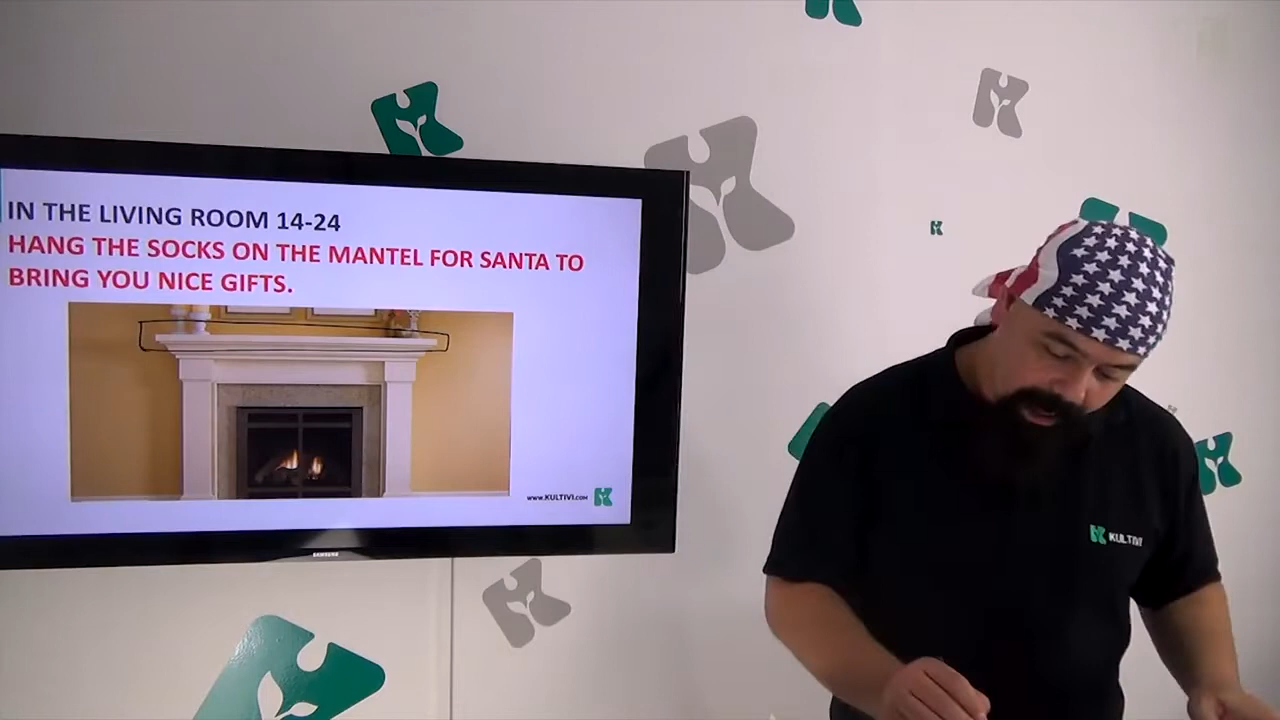 IN THE LIVING ROOM 14-24
HANG THE SOCKS ON THE MANTEL FOR SANTA TO
BRING YOU NICE GIFTS.
WWW.KULTIVI.COM
SAMSUNG
KULTIVI